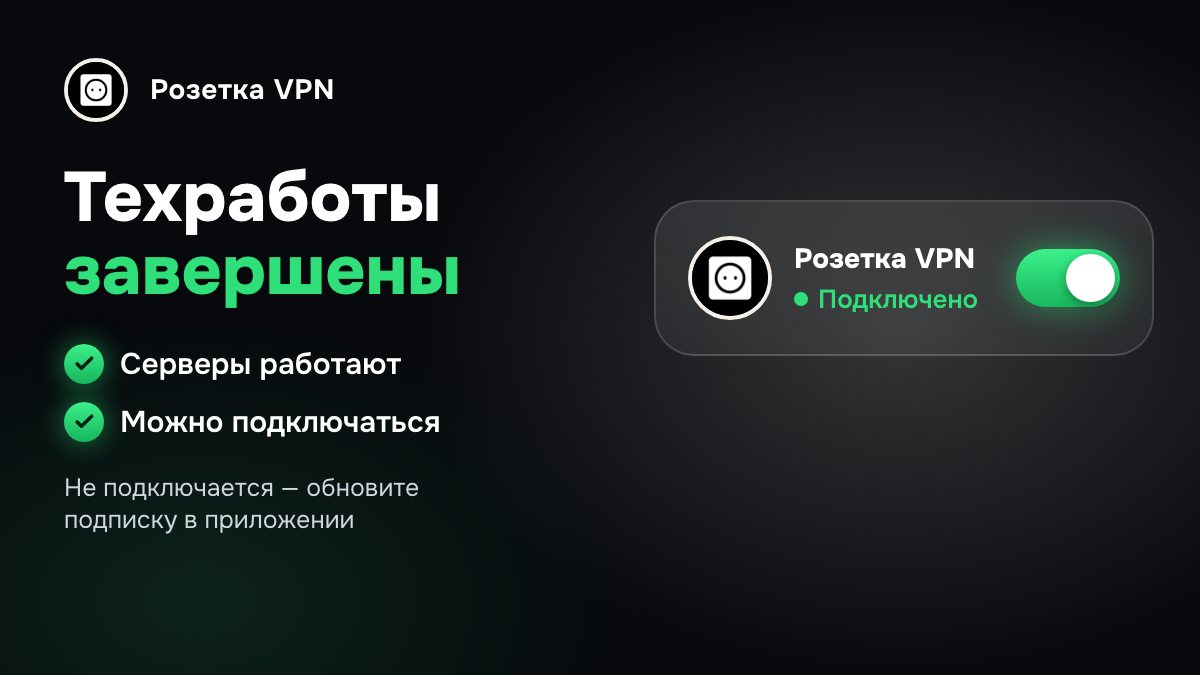 Розетка VPN
Техработы
завершены
Серверы работают
Можно подключаться
Не подключается — обновите
подписку в приложении
Розетка VPN
Подключено